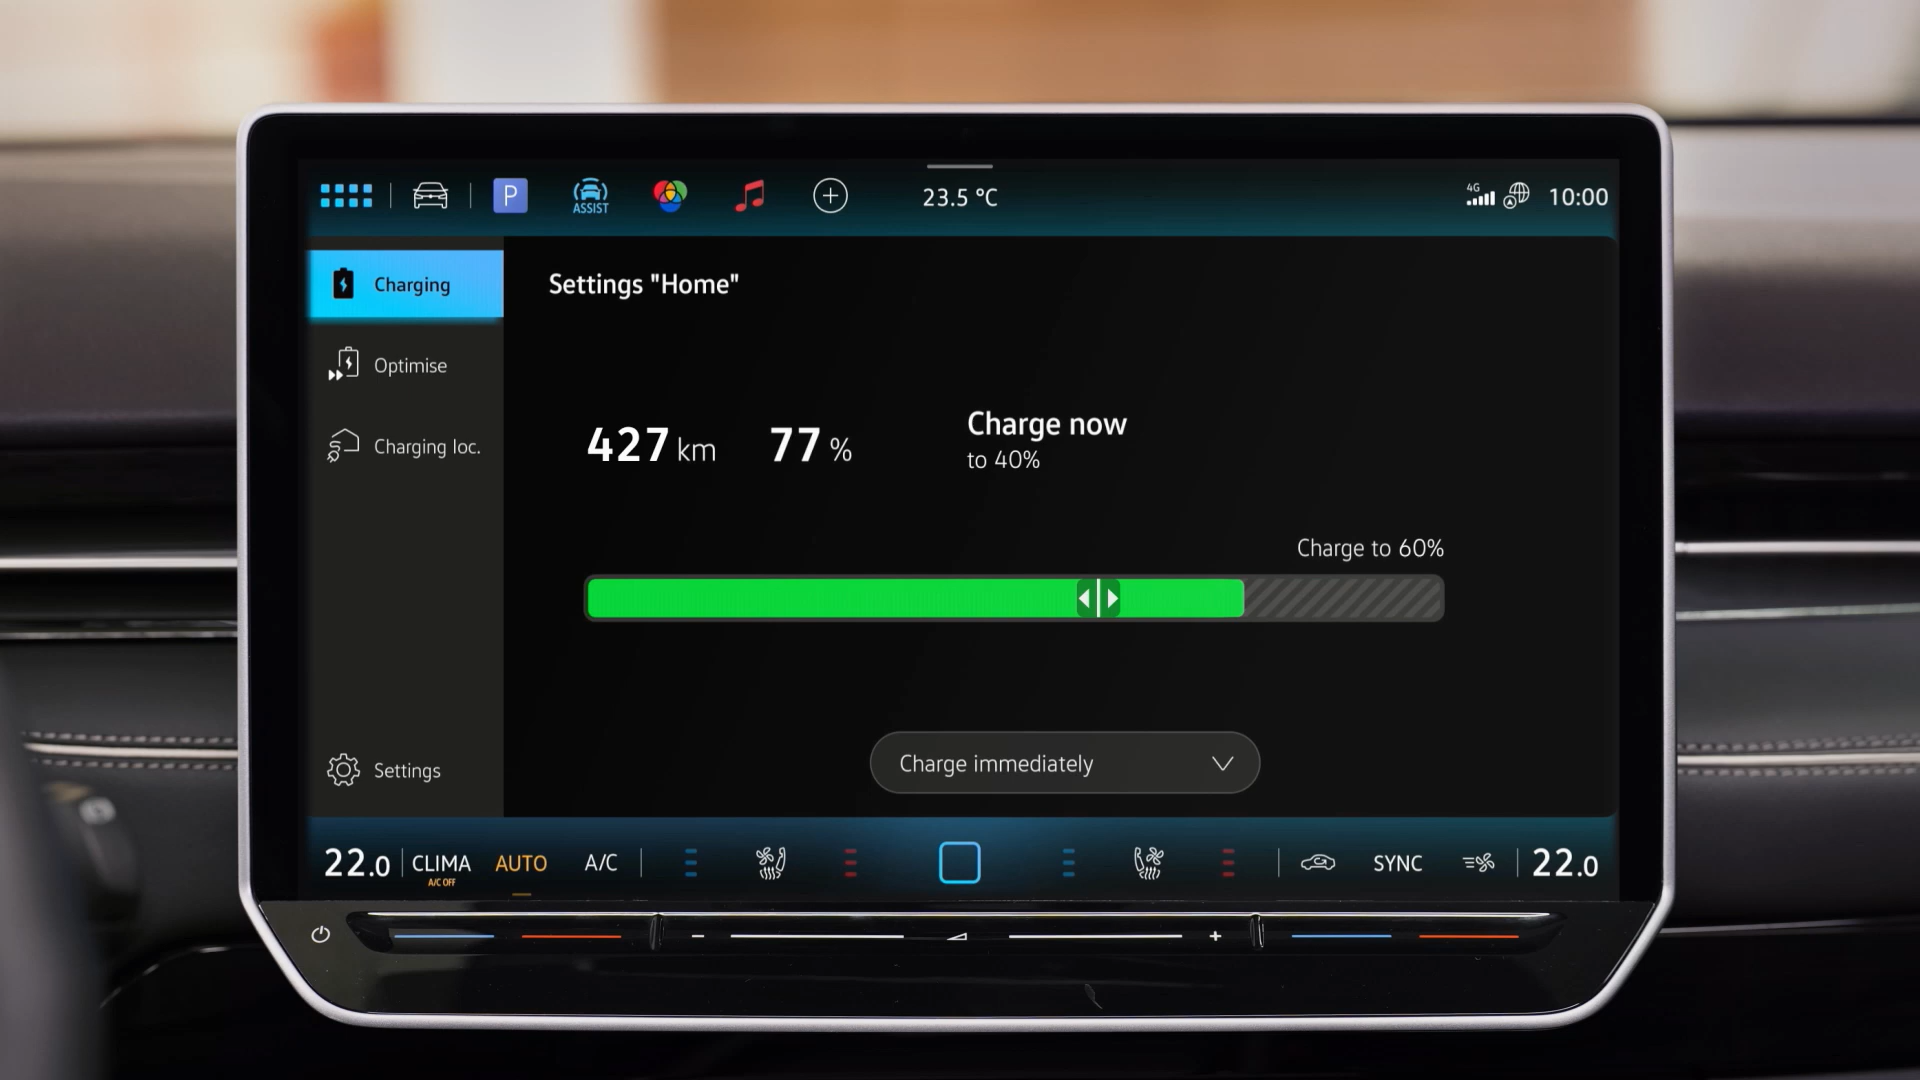 P
ASSIST
23.5 °C
4G
10:00
Charging
Settings "Home"
Optimise
Charging loc.
427 km
77 %
Charge now
to 40%
Charge to 60%
Charge immediately
Settings
22.0
CLIMA
A/C OFF
AUTO
A/C
SYNC
22.0
- +